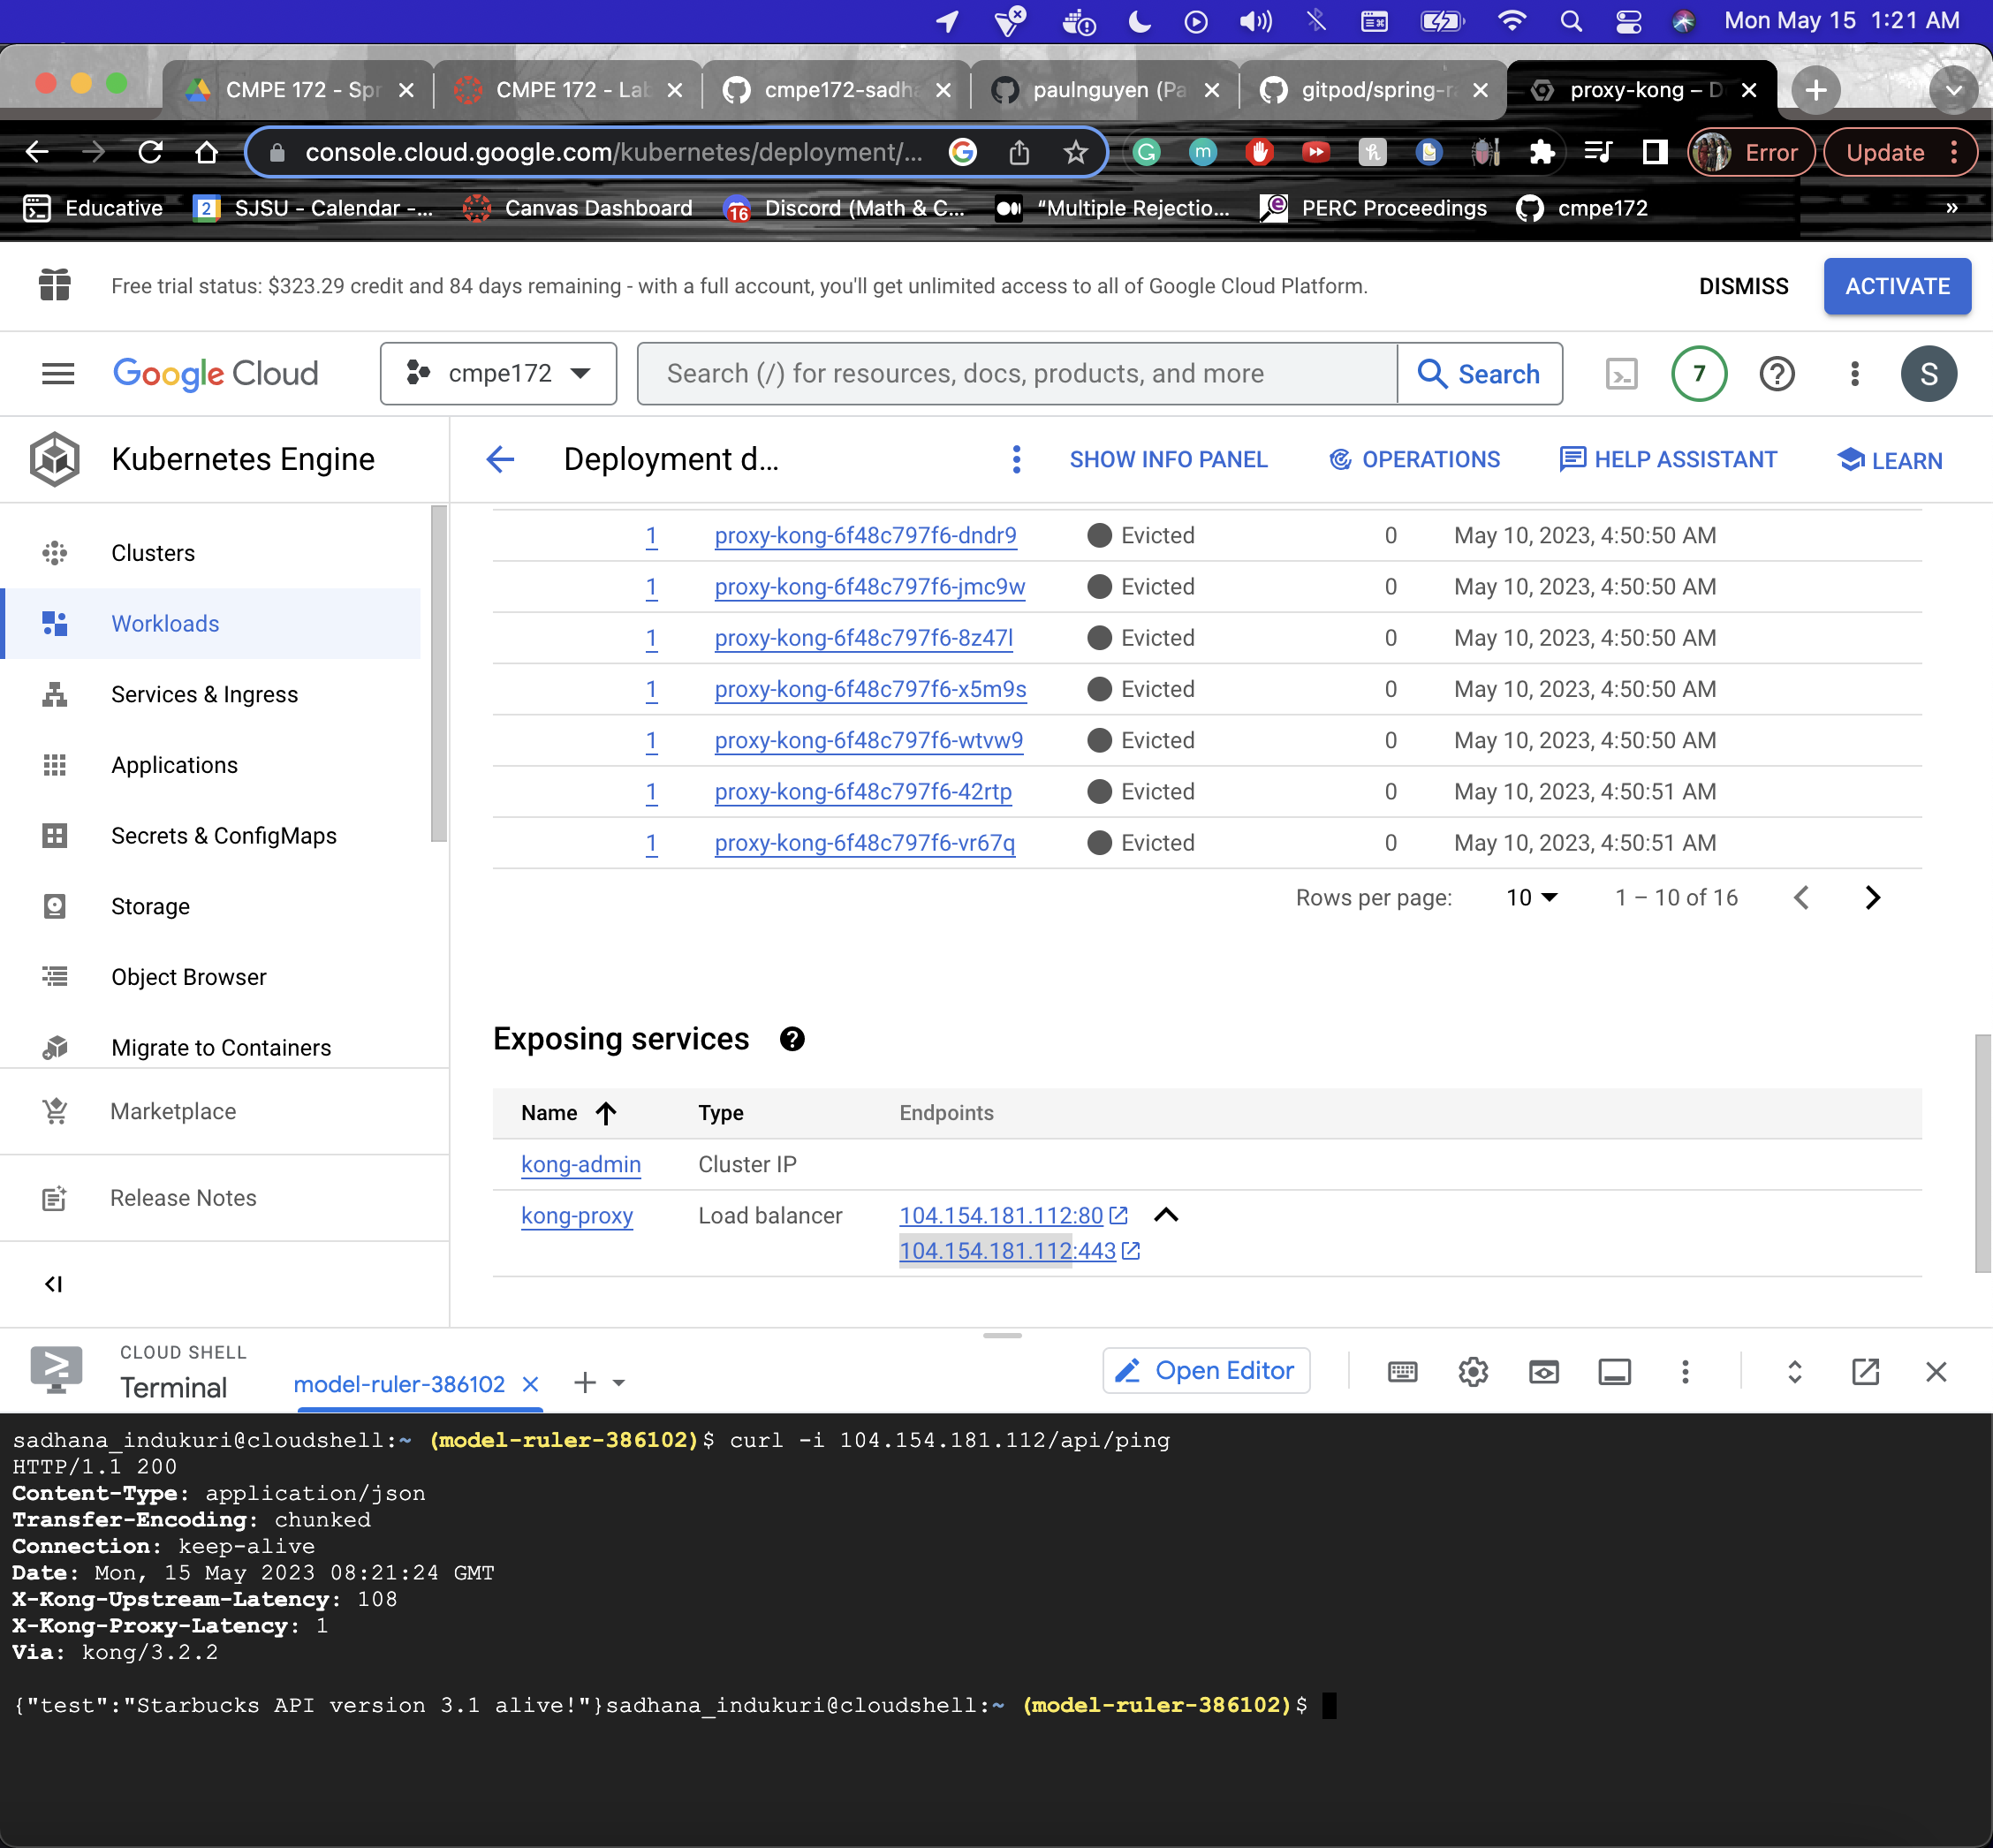 Mon May 15 1:21 AM
CMPE 172 - Spr
CMPE 172 - Lab
cmpe172-sadha
paulnguyen (Pa
gitpod/spring-ra
proxy-kong – D
console.cloud.google.com/kubernetes/deployment/...
Error
Update
Educative
2
SJSU - Calendar -...
Canvas Dashboard
16
Discord (Math & C...
“Multiple Rejectio...
PERC Proceedings
cmpe172
»
Free trial status: $323.29 credit and 84 days remaining - with a full account, you'll get unlimited access to all of Google Cloud Platform.
DISMISS
ACTIVATE
Google Cloud
cmpe172
Search (/) for resources, docs, products, and more
Search
7
S
Kubernetes Engine
Deployment d...
SHOW INFO PANEL
OPERATIONS
HELP ASSISTANT
LEARN
Clusters
Workloads
Services & Ingress
Applications
Secrets & ConfigMaps
Storage
Object Browser
Migrate to Containers
Marketplace
Release Notes
1 proxy-kong-6f48c797f6-dndr9 Evicted 0 May 10, 2023, 4:50:50 AM
1 proxy-kong-6f48c797f6-jmc9w Evicted 0 May 10, 2023, 4:50:50 AM
1 proxy-kong-6f48c797f6-8z47l Evicted 0 May 10, 2023, 4:50:50 AM
1 proxy-kong-6f48c797f6-x5m9s Evicted 0 May 10, 2023, 4:50:50 AM
1 proxy-kong-6f48c797f6-wtvw9 Evicted 0 May 10, 2023, 4:50:50 AM
1 proxy-kong-6f48c797f6-42rtp Evicted 0 May 10, 2023, 4:50:51 AM
1 proxy-kong-6f48c797f6-vr67q Evicted 0 May 10, 2023, 4:50:51 AM
Rows per page: 10 1 – 10 of 16
Exposing services
Name Type Endpoints
kong-admin Cluster IP
kong-proxy Load balancer 104.154.181.112:80
104.154.181.112:443
CLOUD SHELL
Terminal
model-ruler-386102
Open Editor
sadhana_indukuri@cloudshell:~ (model-ruler-386102)$ curl -i 104.154.181.112/api/ping
HTTP/1.1 200
Content-Type: application/json
Transfer-Encoding: chunked
Connection: keep-alive
Date: Mon, 15 May 2023 08:21:24 GMT
X-Kong-Upstream-Latency: 108
X-Kong-Proxy-Latency: 1
Via: kong/3.2.2
{"test":"Starbucks API version 3.1 alive!"}sadhana_indukuri@cloudshell:~ (model-ruler-386102)$